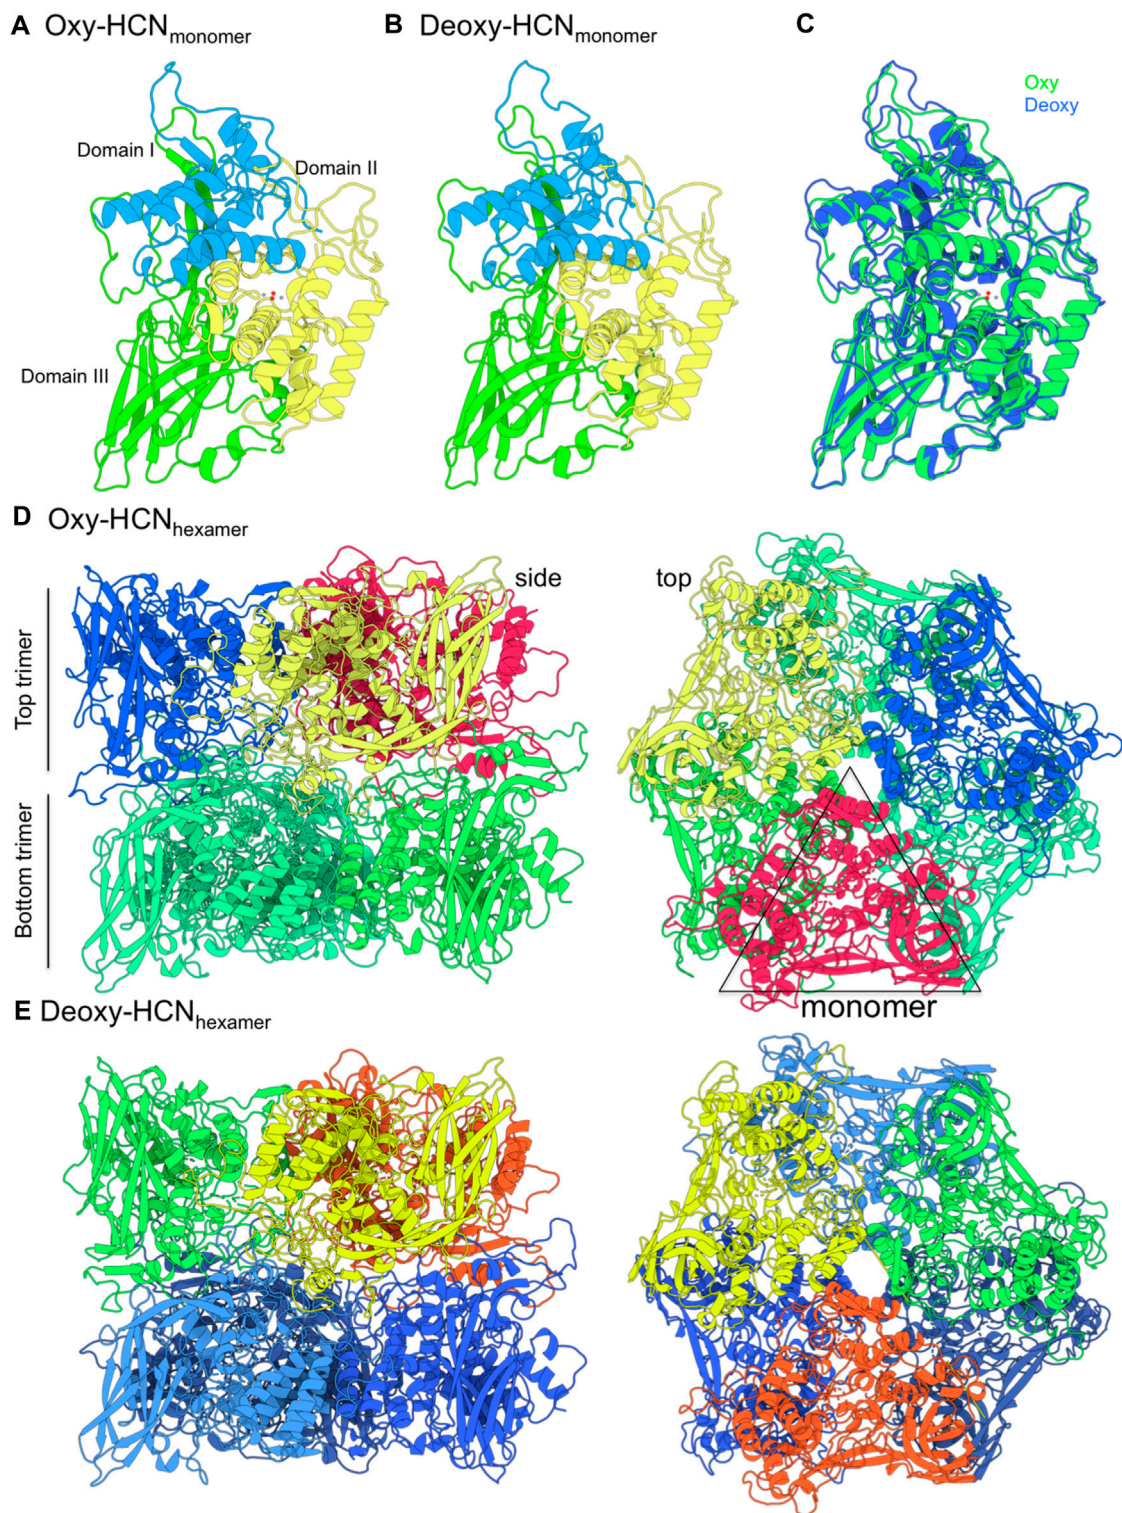 A Oxy-HCNmonomer
B Deoxy-HCNmonomer
C
Oxy
Deoxy
Domain I
Domain II
Domain III
D Oxy-HCNhexamer
side
top
Top trimer
Bottom trimer
monomer
E Deoxy-HCNhexamer